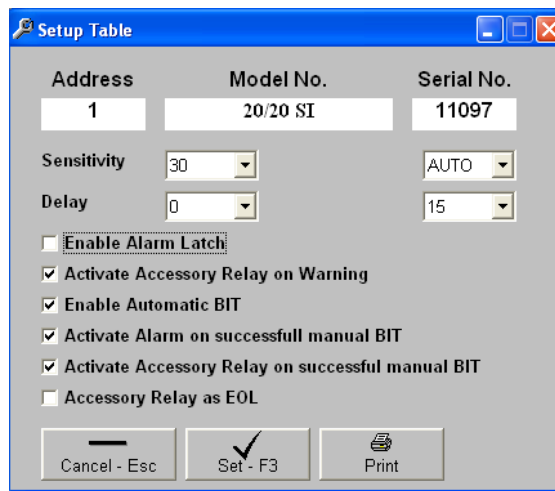 Setup Table
Address Model No. Serial No.
1 20/20 SI 11097
Sensitivity 30 AUTO
Delay 0 15
Enable Alarm Latch
Activate Accessory Relay on Warning
Enable Automatic BIT
Activate Alarm on successfull manual BIT
Activate Accessory Relay on successful manual BIT
Accessory Relay as EOL
Cancel - Esc Set - F3 Print